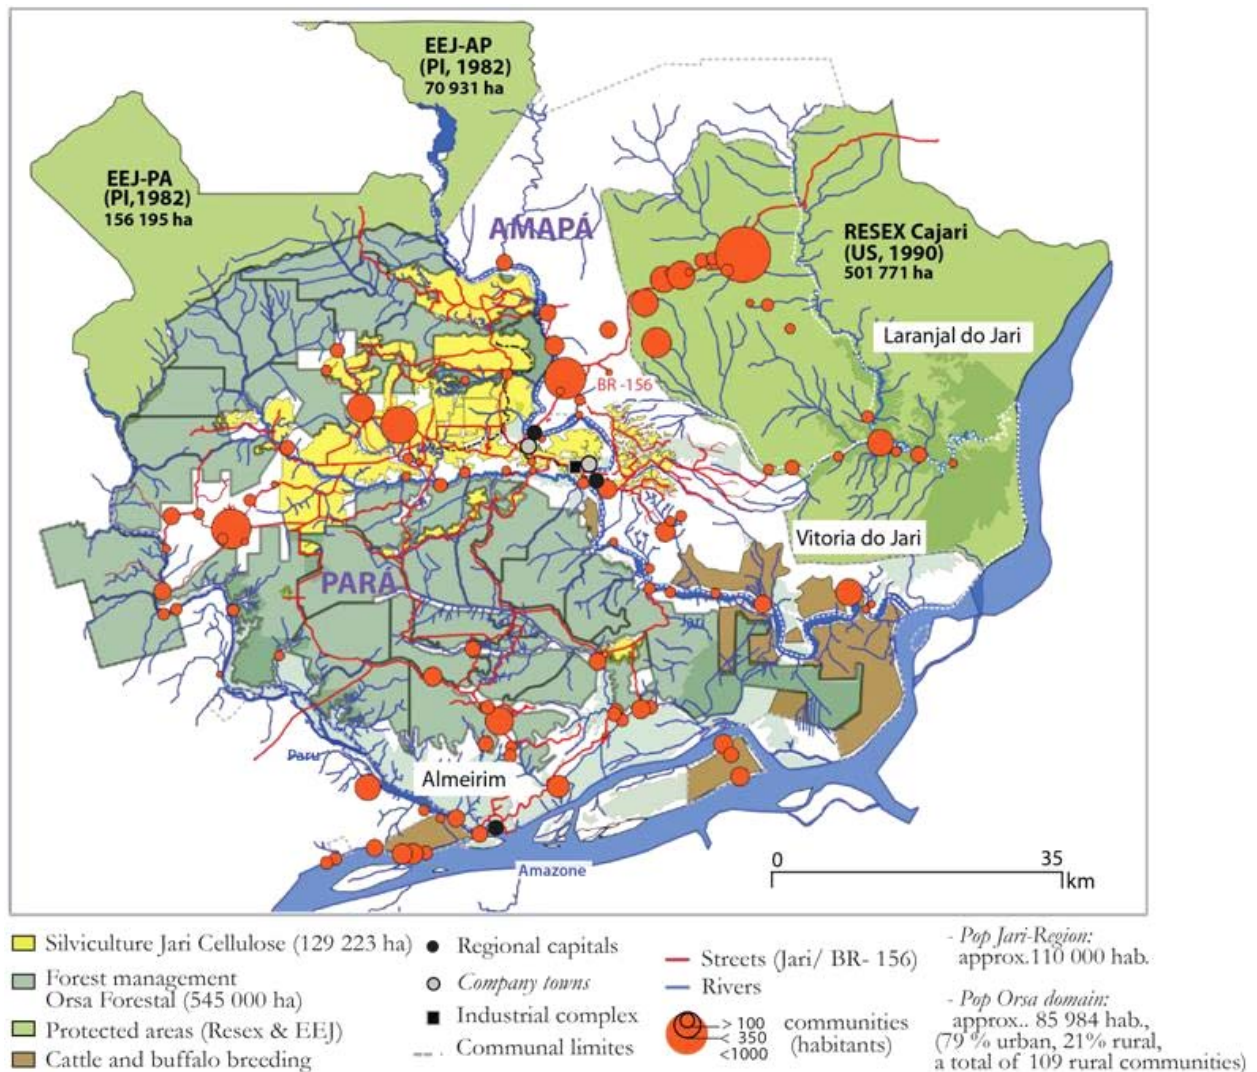 EEJ-AP
(PI, 1982)
70 931 ha
EEJ-PA
(PI,1982)
156 195 ha
AMAPÁ
RESEX Cajari
(US, 1990)
501 771 ha
Laranjal do Jari
BR -156
Vitoria do Jari
PARÁ
Jari
Paru
Almeirim
Amazone
0 35
km
Silviculture Jari Cellulose (129 223 ha)
Forest management
Orsa Forestal (545 000 ha)
Protected areas (Resex & EEJ)
Cattle and buffalo breeding
Regional capitals
Company towns
Industrial complex
Communal limites
Streets (Jari/ BR- 156)
Rivers
> 100
< 350
<1000
communities
(habitants)
- Pop Jari-Region:
approx.110 000 hab.
- Pop Orsa domain:
approx.. 85 984 hab.,
(79 % urban, 21% rural,
a total of 109 rural communities)